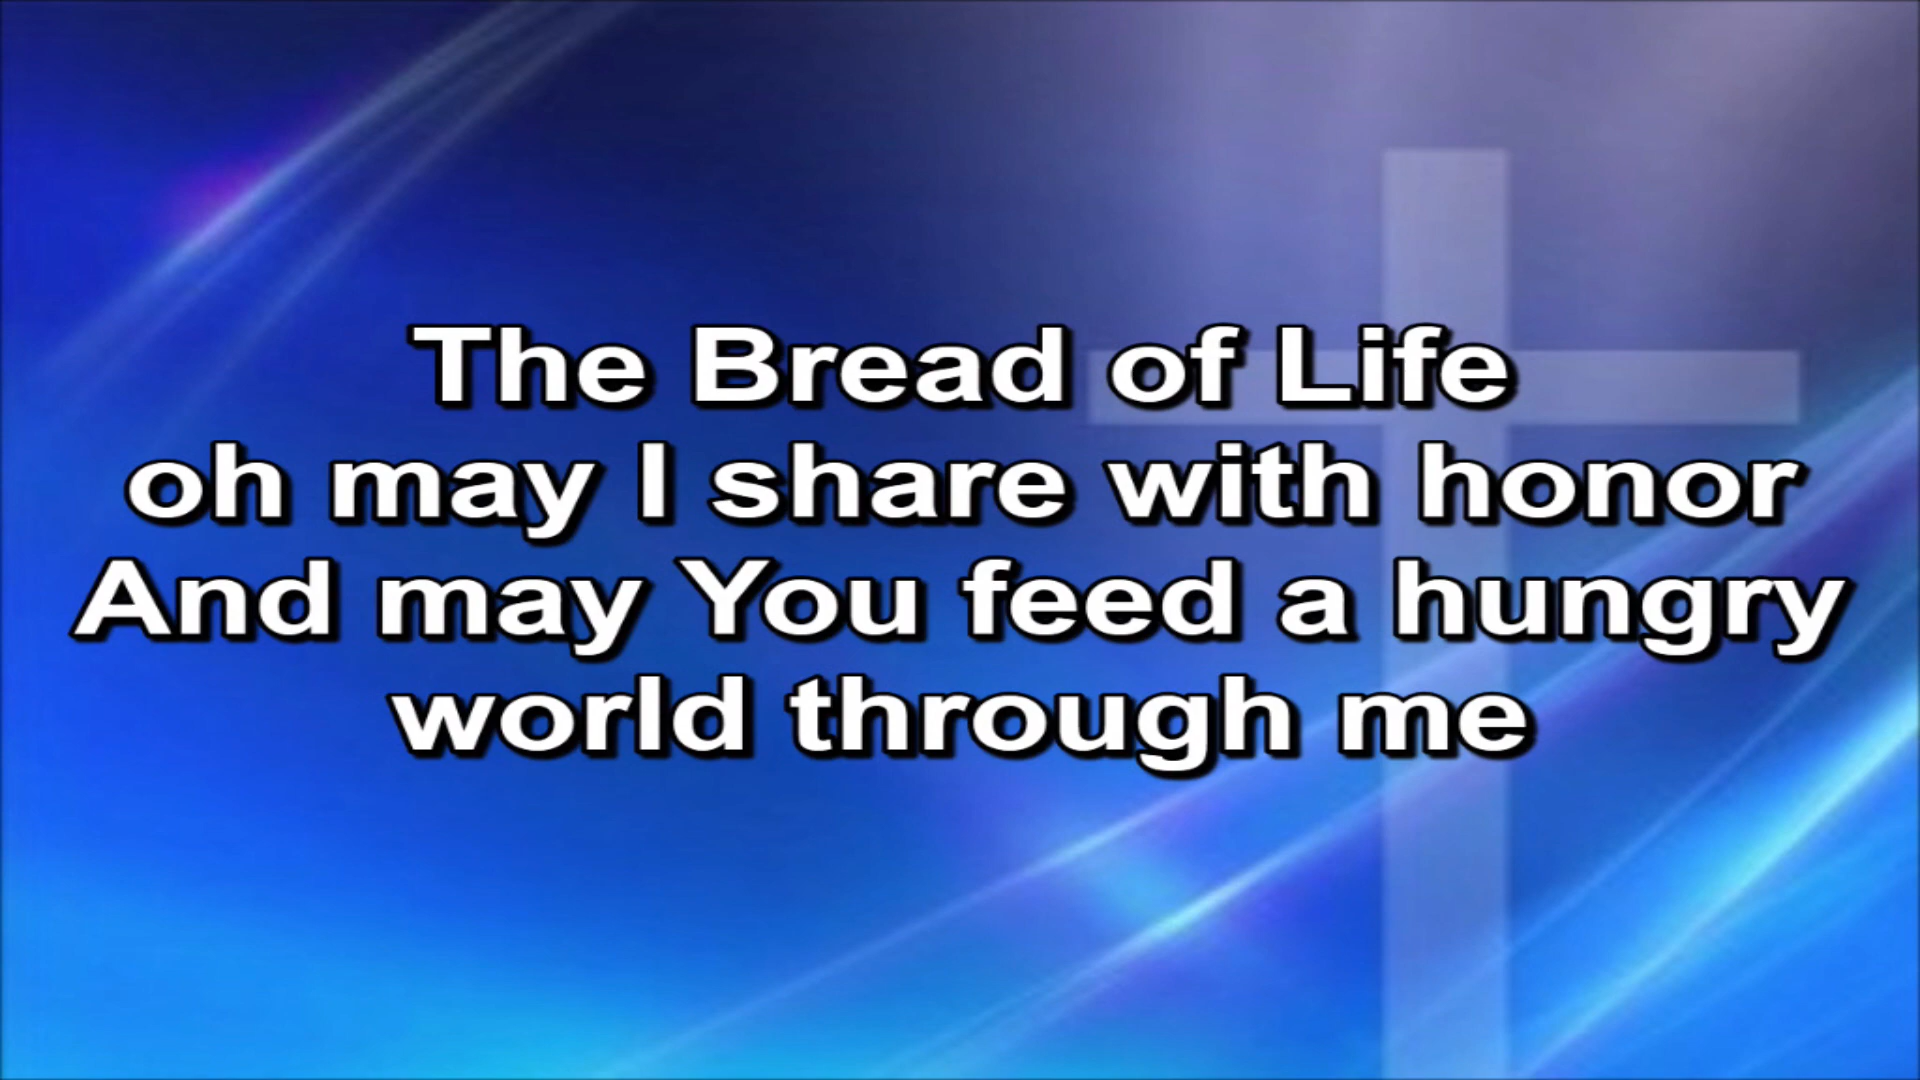 The Bread of Life
oh may I share with honor
And may You feed a hungry
world through me